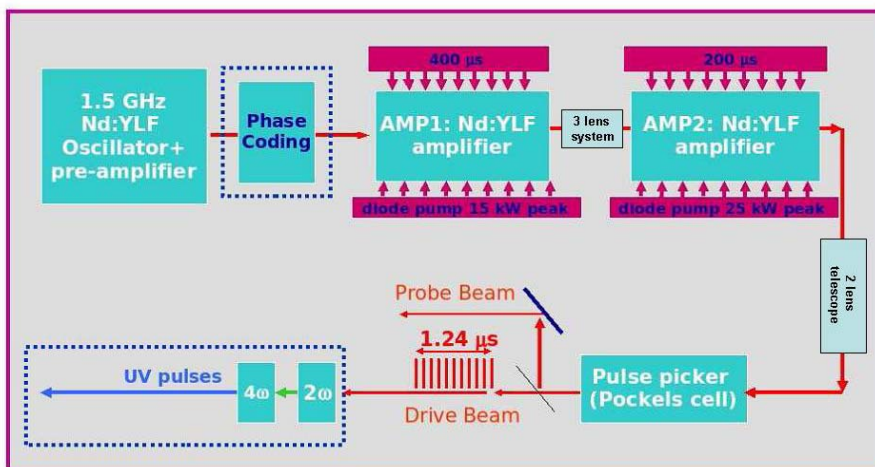 400 µs
200 µs
1.5 GHz
Nd:YLF
Oscillator+
pre-amplifier
Phase
Coding
AMP1: Nd:YLF
amplifier
3 lens
system
AMP2: Nd:YLF
amplifier
diode pump 15 kW peak
diode pump 25 kW peak
2 lens
telescope
Probe Beam
1.24 µs
UV pulses
4ω
2ω
Drive Beam
Pulse picker
(Pockels cell)